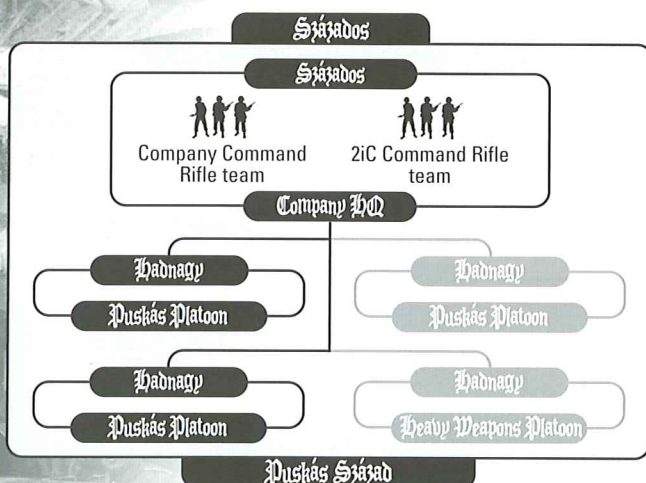 Százados
Százados
Company Command
Rifle team
2iC Command Rifle
team
Company HQ
Hadnagy
Puskás Platoon
Hadnagy
Puskás Platoon
Hadnagy
Puskás Platoon
Hadnagy
Heavy Weapons Platoon
Puskás Század